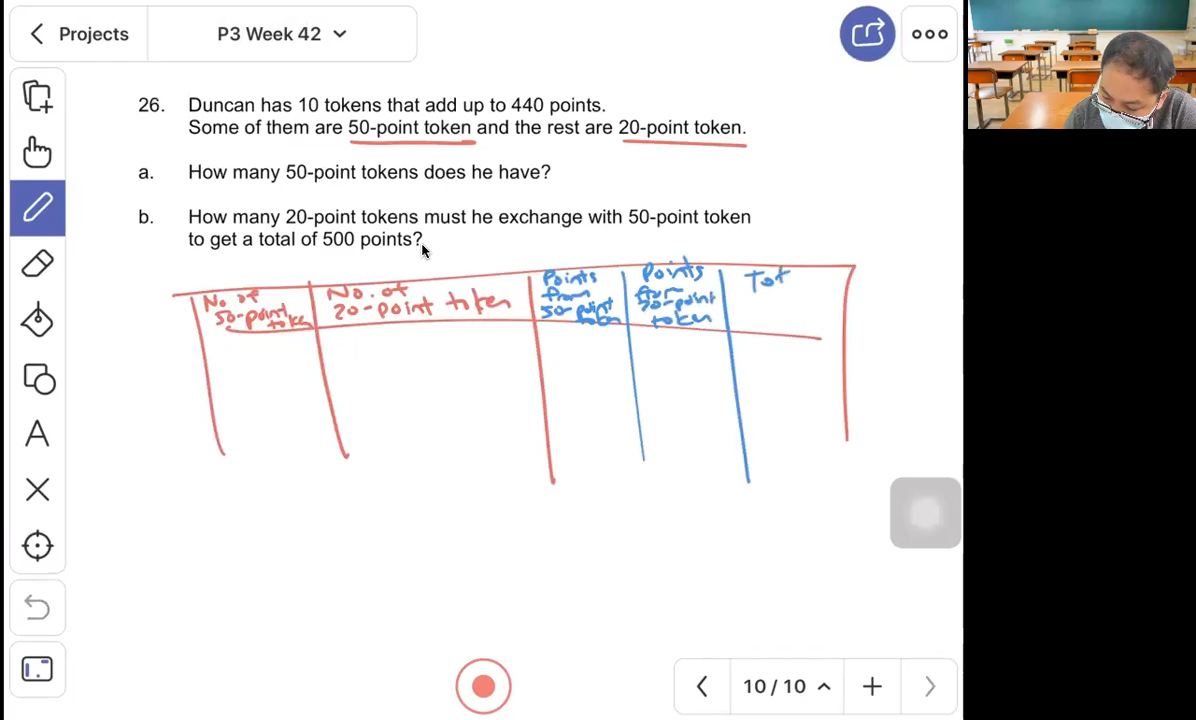 Projects
P3 Week 42
26. Duncan has 10 tokens that add up to 440 points.
Some of them are 50-point token and the rest are 20-point token.
a. How many 50-point tokens does he have?
b. How many 20-point tokens must he exchange with 50-point token
to get a total of 500 points?
No. of
50-point
token
No. of
20-point token
Points
from
50-point
token
Points
from
20-point
token
Tot
A
10 / 10